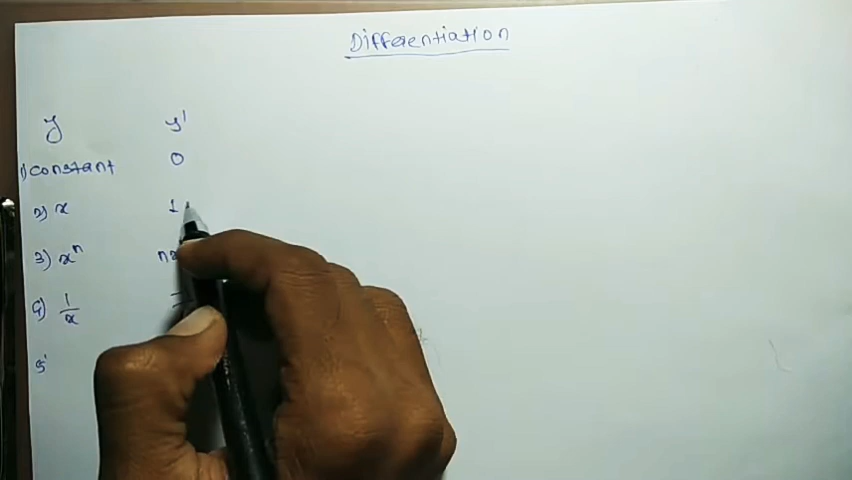 Differentiation
y y'
1) constant 0
2) x 1
3) xⁿ
4) 1/x
5